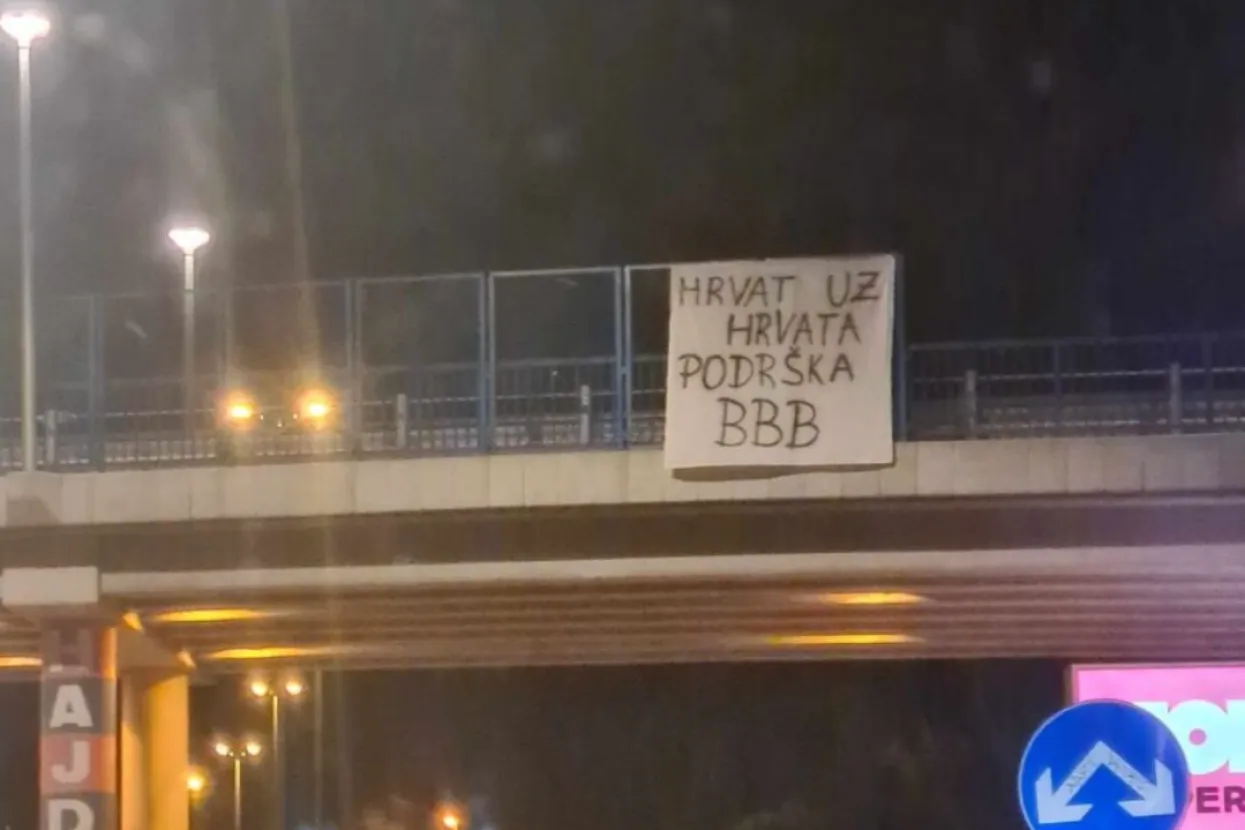 HRVAT UZ
HRVATA
PODRŠKA
BBB
H
A
J
D